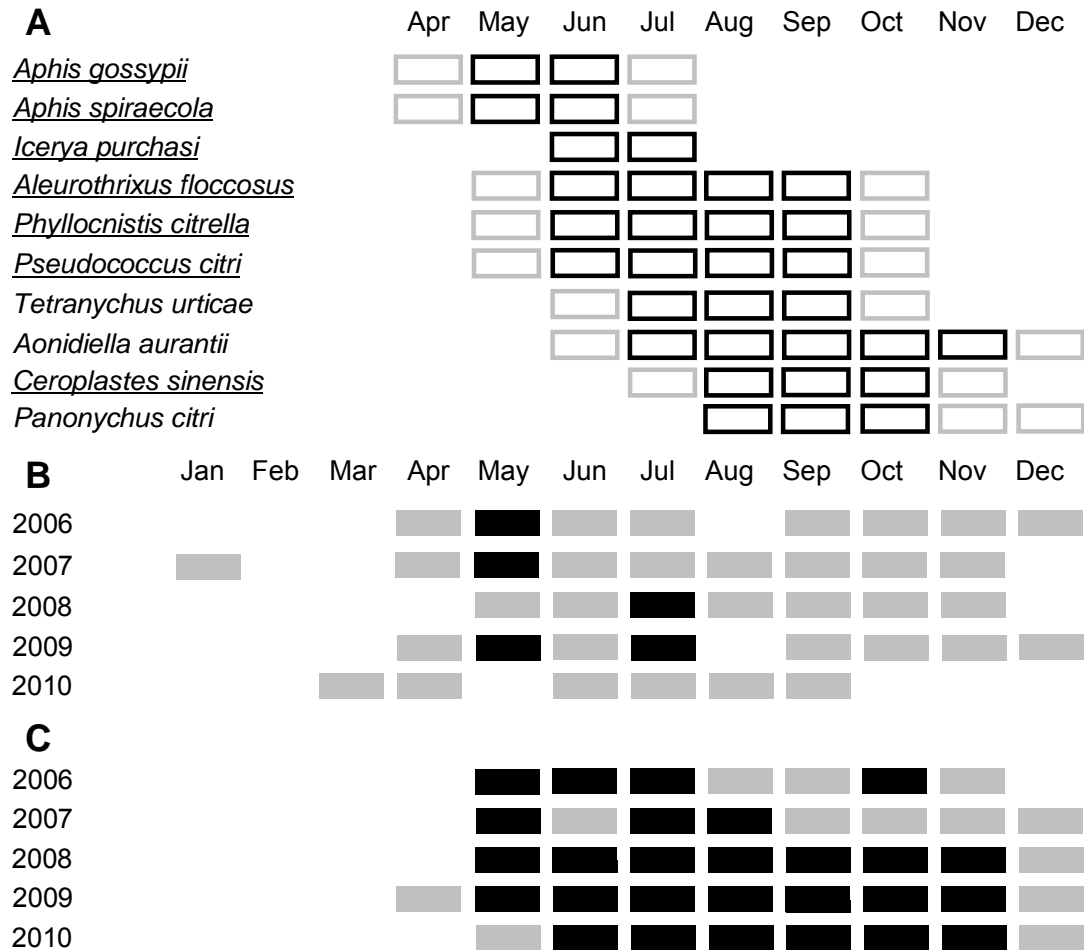 A Apr May Jun Jul Aug Sep Oct Nov Dec
Aphis gossypii
Aphis spiraecola
Icerya purchasi
Aleurothrixus floccosus
Phyllocnistis citrella
Pseudococcus citri
Tetranychus urticae
Aonidiella aurantii
Ceroplastes sinensis
Panonychus citri
B Jan Feb Mar Apr May Jun Jul Aug Sep Oct Nov Dec
2006
2007
2008
2009
2010
C
2006
2007
2008
2009
2010